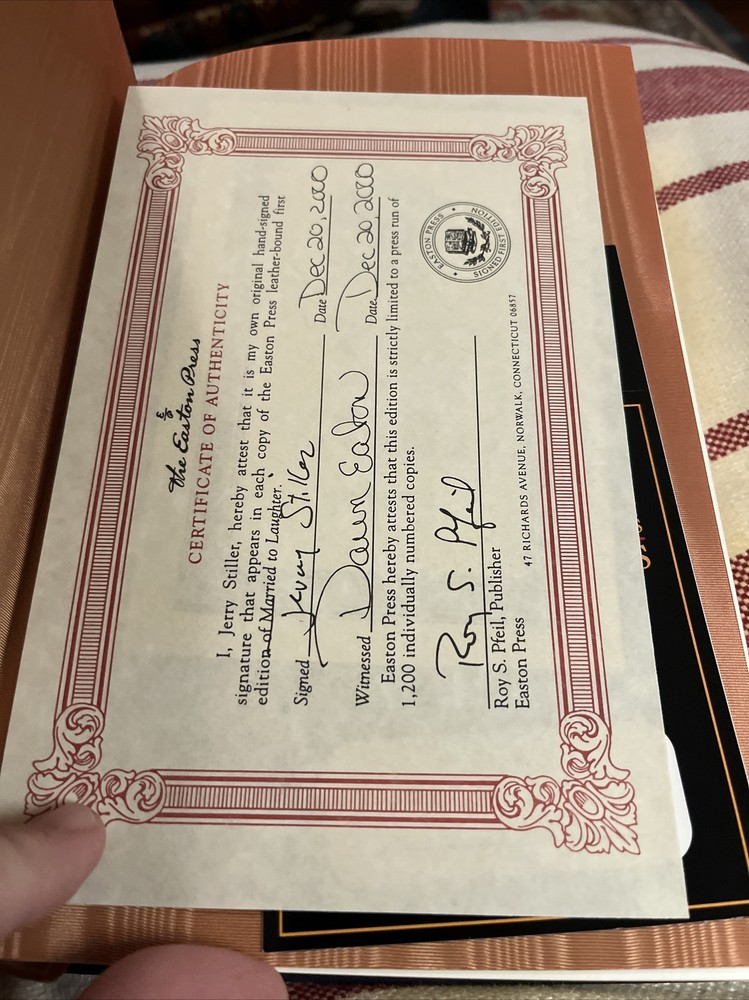 The Easton Press
CERTIFICATE OF AUTHENTICITY
I, Jerry Stiller, hereby attest that it is my own original hand-signed
signature that appears in each copy of the Easton Press leather-bound first
edition of Married to Laughter.
Signed Jerry Stiller Date Dec 20, 2000
Witnessed Dawn Eaton Date Dec 20, 2000
Easton Press hereby attests that this edition is strictly limited to a press run of
1,200 individually numbered copies.
Roy S. Pfeil
Roy S. Pfeil, Publisher
Easton Press
EASTON PRESS
SIGNED FIRST EDITION
47 RICHARDS AVENUE, NORWALK, CONNECTICUT 06857